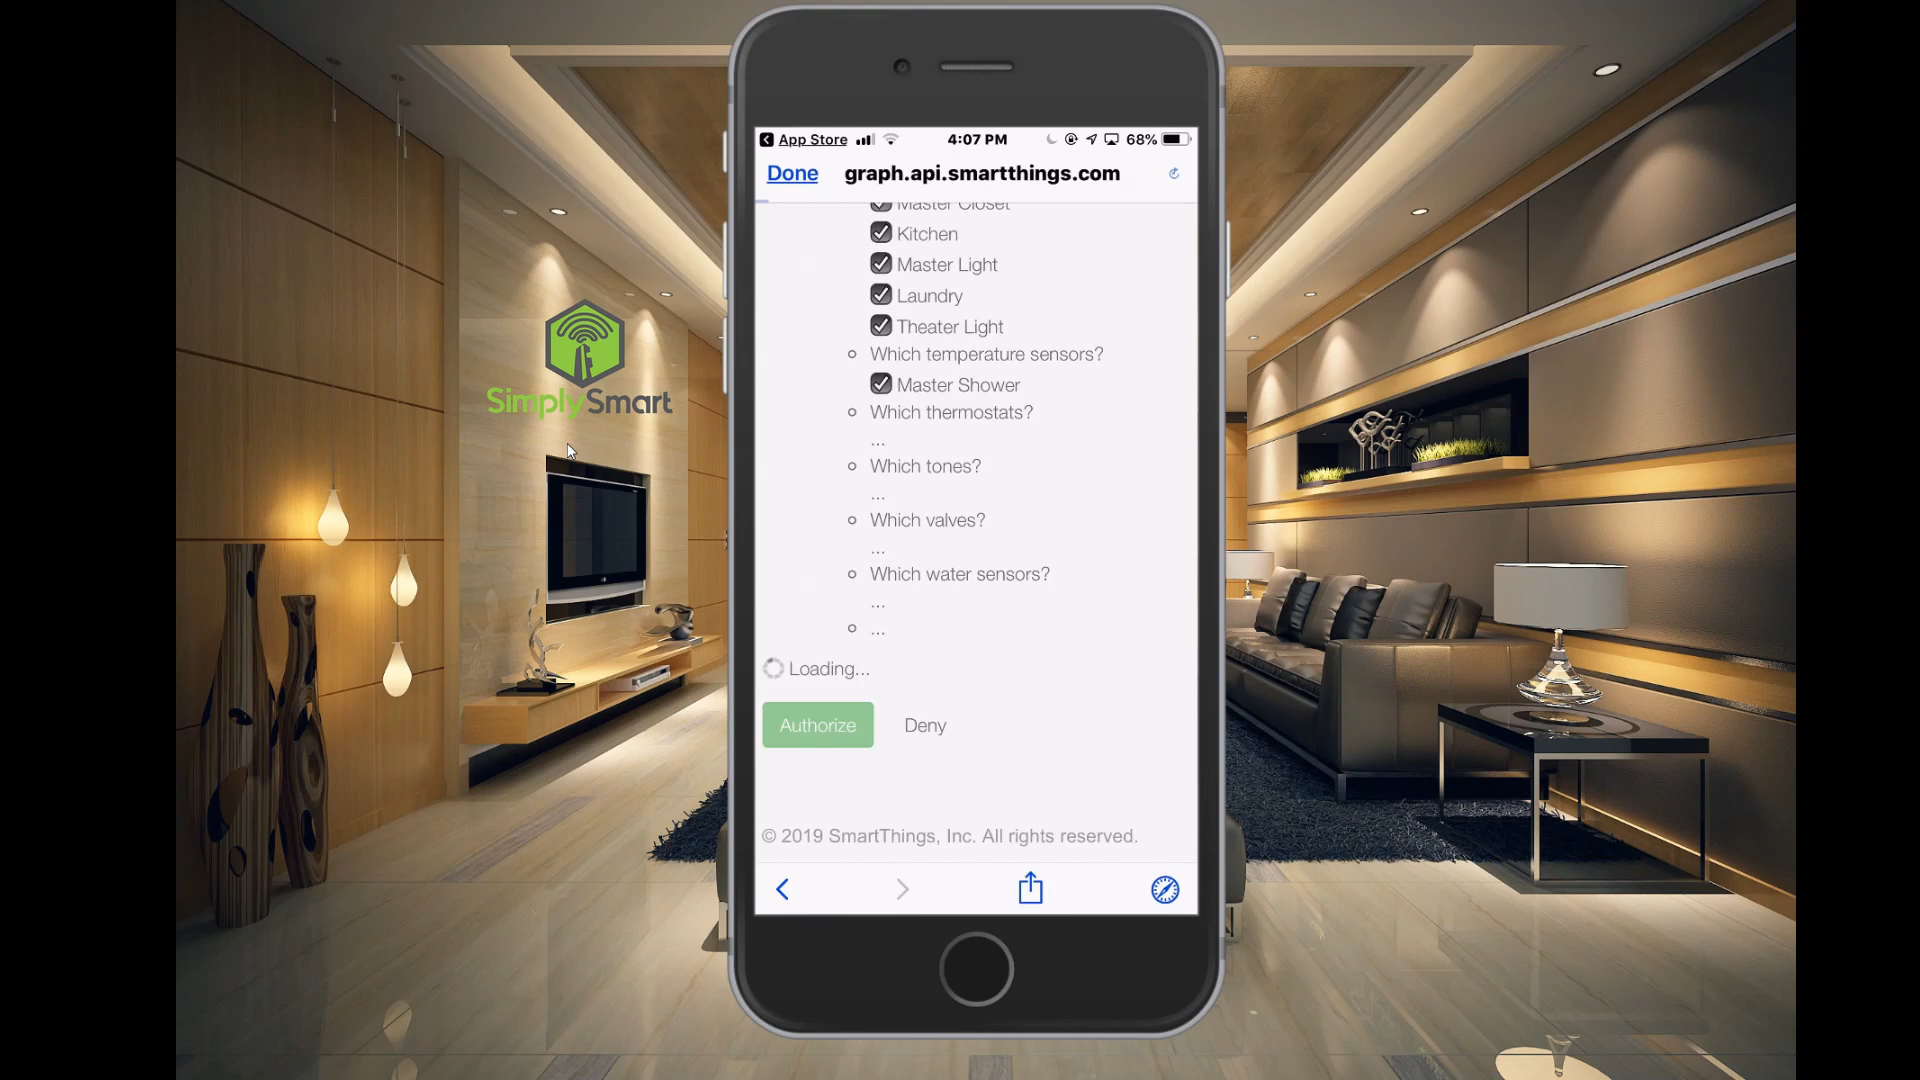 App Store
4:07 PM
68%
Done
graph.api.smartthings.com
Master Closet
Kitchen
Master Light
Laundry
Theater Light
Which temperature sensors?
Master Shower
Which thermostats?
...
Which tones?
...
Which valves?
...
Which water sensors?
...
...
Loading...
Authorize
Deny
© 2019 SmartThings, Inc. All rights reserved.
SimplySmart